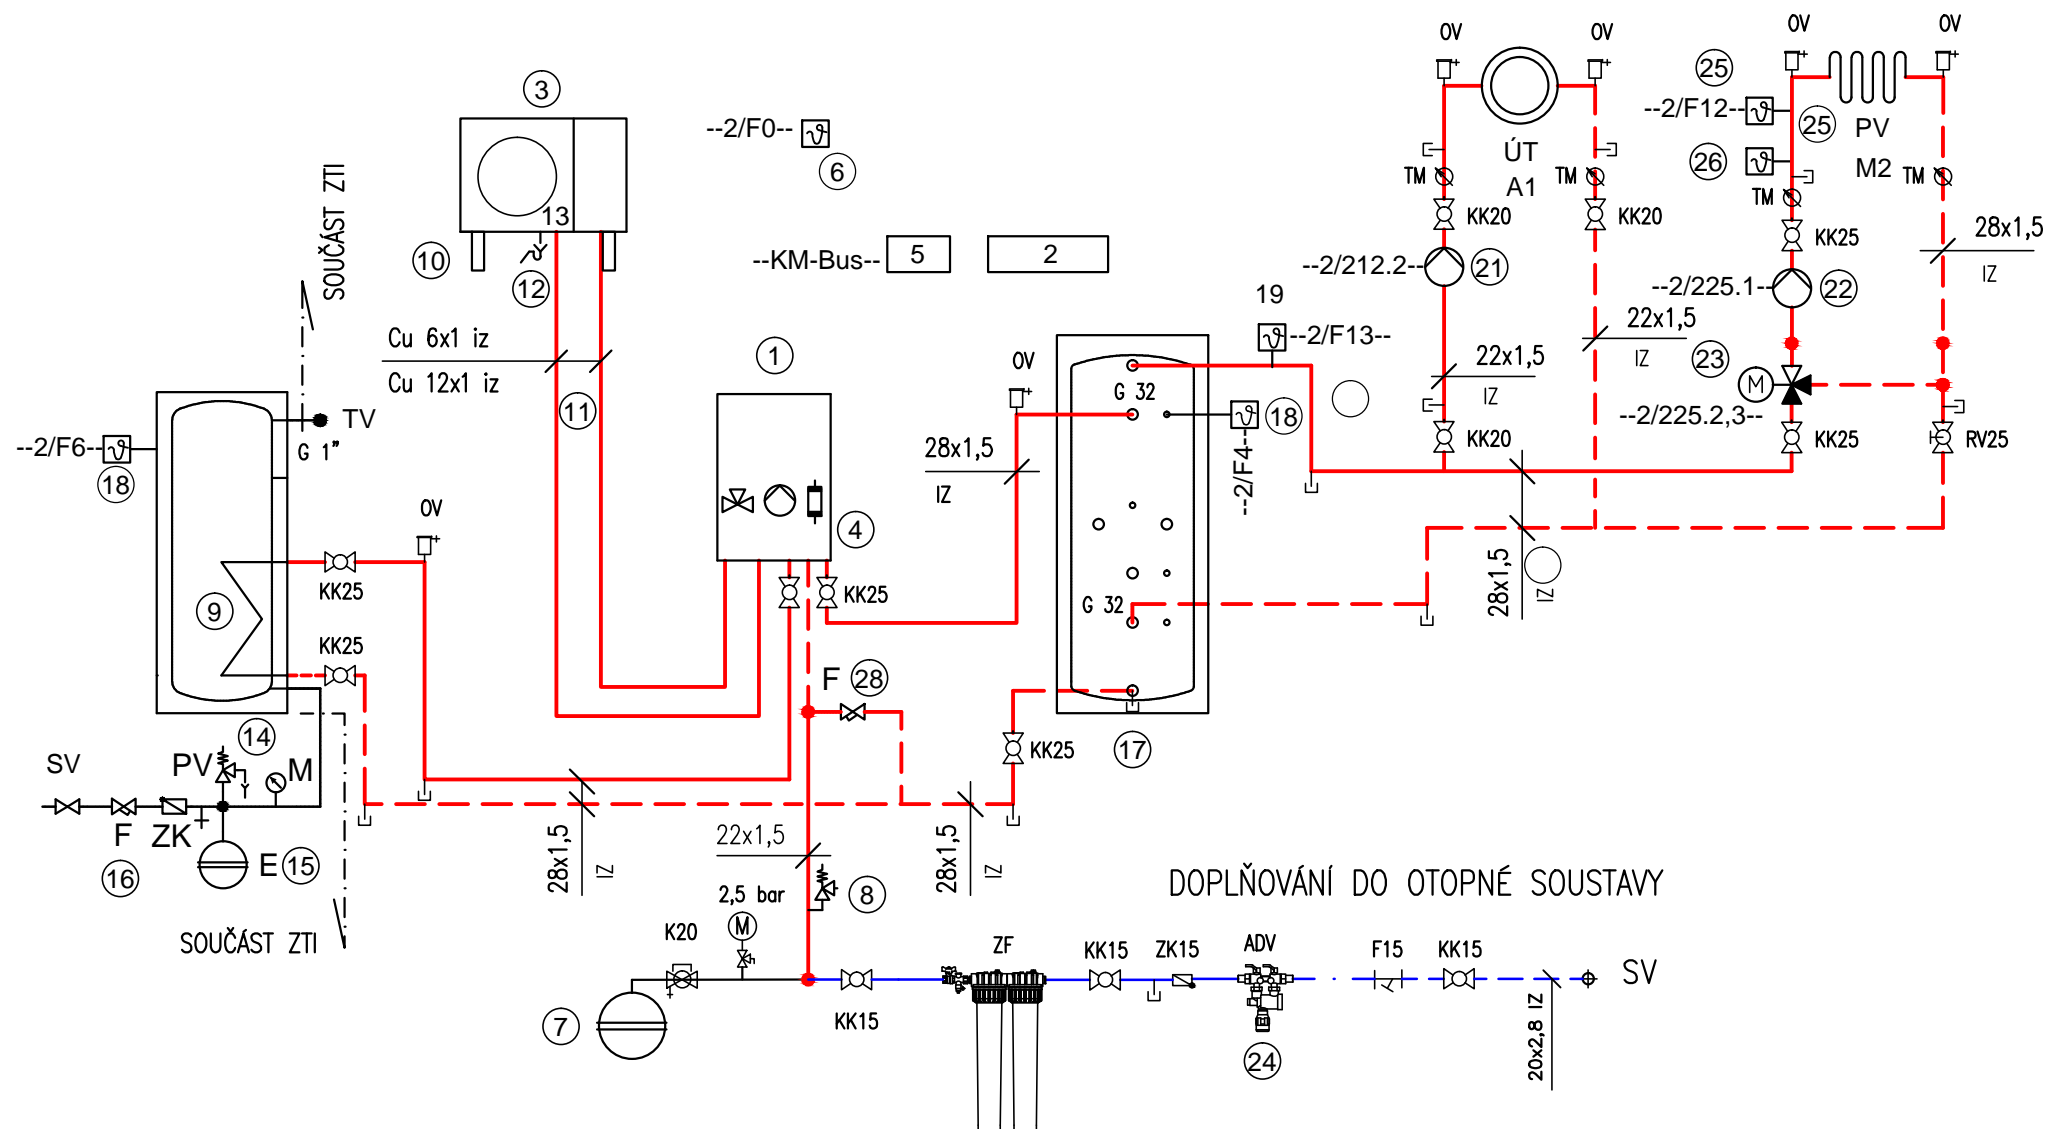 OV
OV
OV
OV
3
25
--2/F12--
25
PV
M2
--2/F0--
6
ÚT
A1
26
TM
TM
TM
TM
SOUČÁST ZTI
13
KK20
KK20
KK25
28x1,5
IZ
10
12
--KM-Bus--
5
2
--2/212.2--
21
--2/225.1--
22
19
--2/F13--
22x1,5
IZ
22x1,5
IZ
23
Cu 6x1 iz
Cu 12x1 iz
11
1
OV
G 32
18
--2/F4--
M
--2/225.2,3--
KK20
KK25
RV25
TV
G 1"
--2/F6--
18
28x1,5
IZ
OV
4
KK25
KK25
9
KK25
G 32
28x1,5
IZ
F
28
14
17
KK25
SV
PV
M
F
ZK
E
15
16
28x1,5
IZ
22x1,5
28x1,5
IZ
8
2,5 bar
M
SOUČÁST ZTI
DOPLŇOVÁNÍ DO OTOPNÉ SOUSTAVY
K20
ZF
KK15
ZK15
ADV
F15
KK15
SV
7
KK15
24
20x2,8 IZ